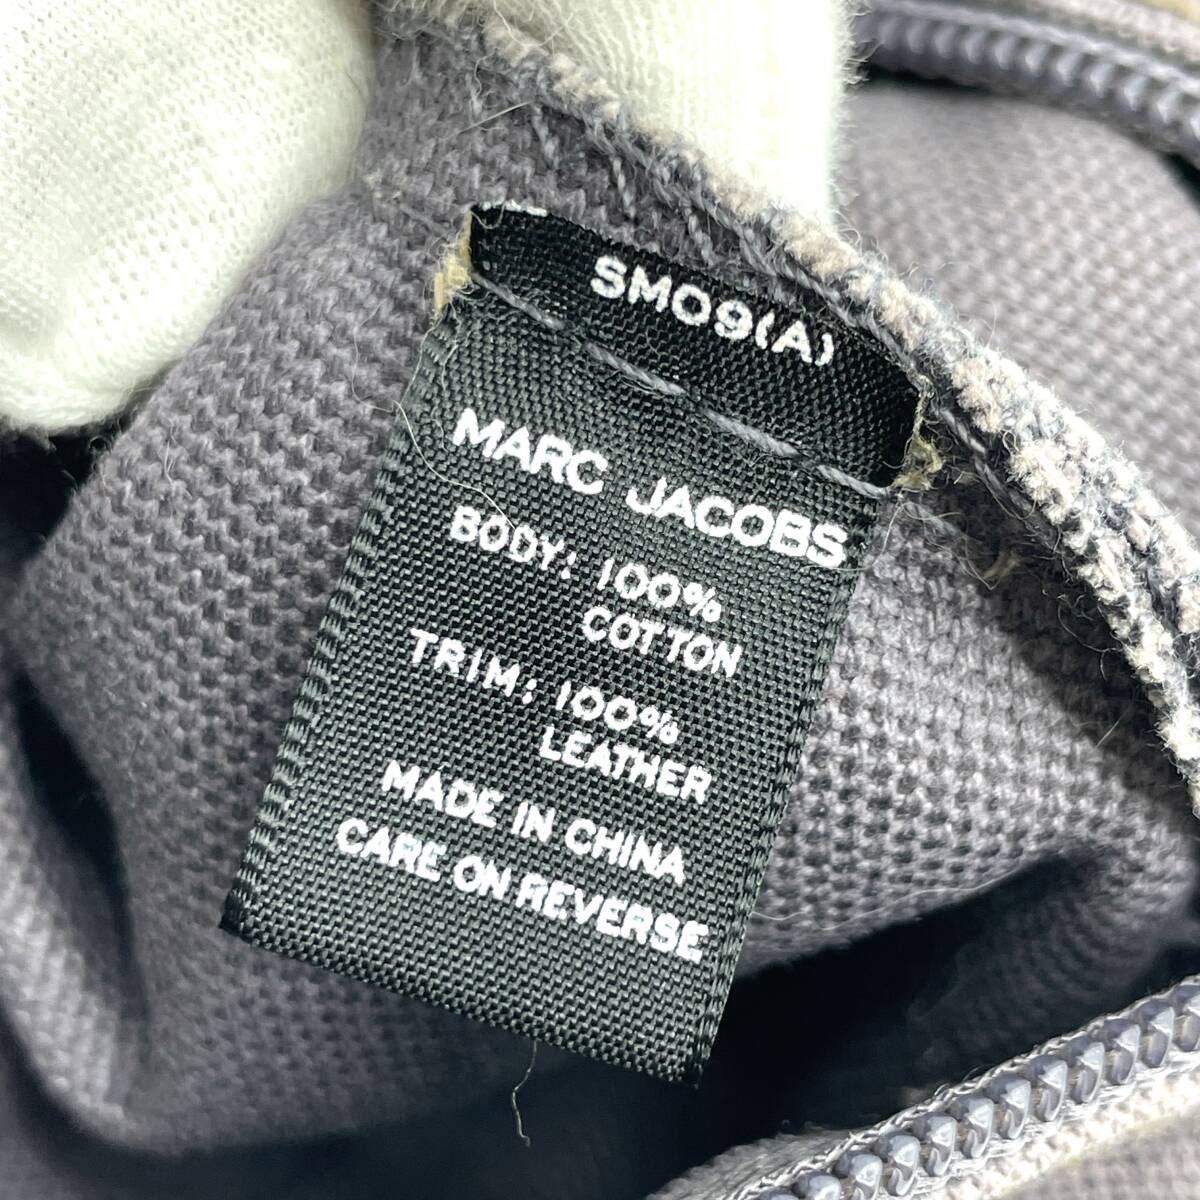 SM09(A)
MARC JACOBS
BODY: 100%
COTTON
TRIM: 100%
LEATHER
MADE IN CHINA
CARE ON REVERSE